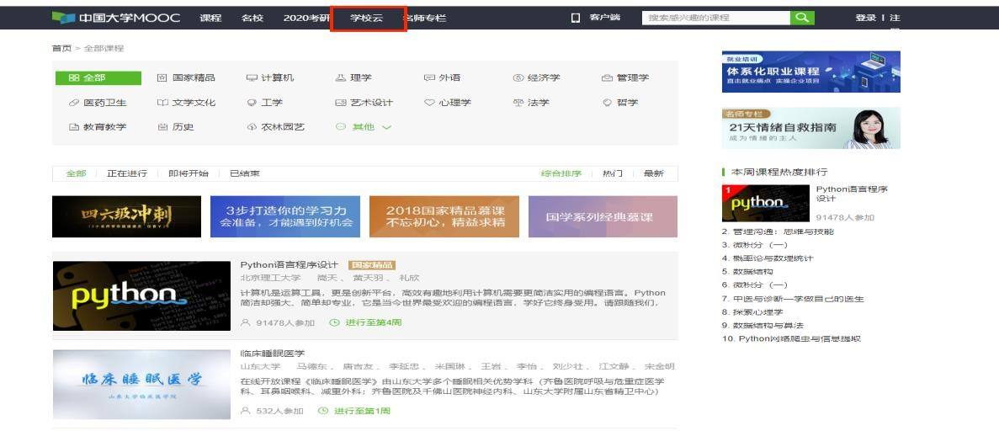 中国大学MOOC 课程 名校 2020考研 学校云 名师专栏 客户端 搜索感兴趣的课程 登录 | 注
首页 > 全部课程
全部 国家精品 计算机 理学 外语 经济学 管理学
医药卫生 文学文化 工学 艺术设计 心理学 法学 哲学
教育教学 历史 农林园艺 其他
就业培训
体系化职业课程
直击就业痛点 实操企业项目
名师专栏
21天情绪自救指南
成为情绪的主人
全部 正在进行 即将开始 已结束 综合排序 热门 最新
四六级冲刺
3步打造你的学习力
会准备，才能遇到好机会
2018国家精品慕课
不忘初心，精益求精
国学系列经典慕课
python
Python语言程序设计 国家精品
北京理工大学 嵩天 、 黄天羽 、 礼欣
计算机是运算工具，更是创新平台，高效有趣地利用计算机需要更简洁实用的编程语言。Python
简洁却强大、简单却专业，它是当今世界最受欢迎的编程语言，学好它终身受用。请跟随我们，
91478人参加 进行至第4周
临床睡眠医学
山东大学临床医学院
临床睡眠医学
山东大学 马德东 、 唐吉友 、 李延忠 、 米国琳 、 王岩 、 李怡 、 刘少壮 、 江文静 、 宋金明
在线开放课程《临床睡眠医学》由山东大学多个睡眠相关优势学科（齐鲁医院呼吸与危重症医学
科、耳鼻咽喉科、减重外科；齐鲁医院及千佛山医院神经内科、山东大学附属山东省精卫中心）
532人参加 进行至第1周
本周课程热度排行
1
python
Python语言程序
设计
91478人参加
2. 管理沟通：思维与技能
3. 微积分（一）
4. 概率论与数理统计
5. 数据结构
6. 微积分（一）
7. 中医与诊断—学做自己的医生
8. 探索心理学
9. 数据结构与算法
10. Python网络爬虫与信息提取